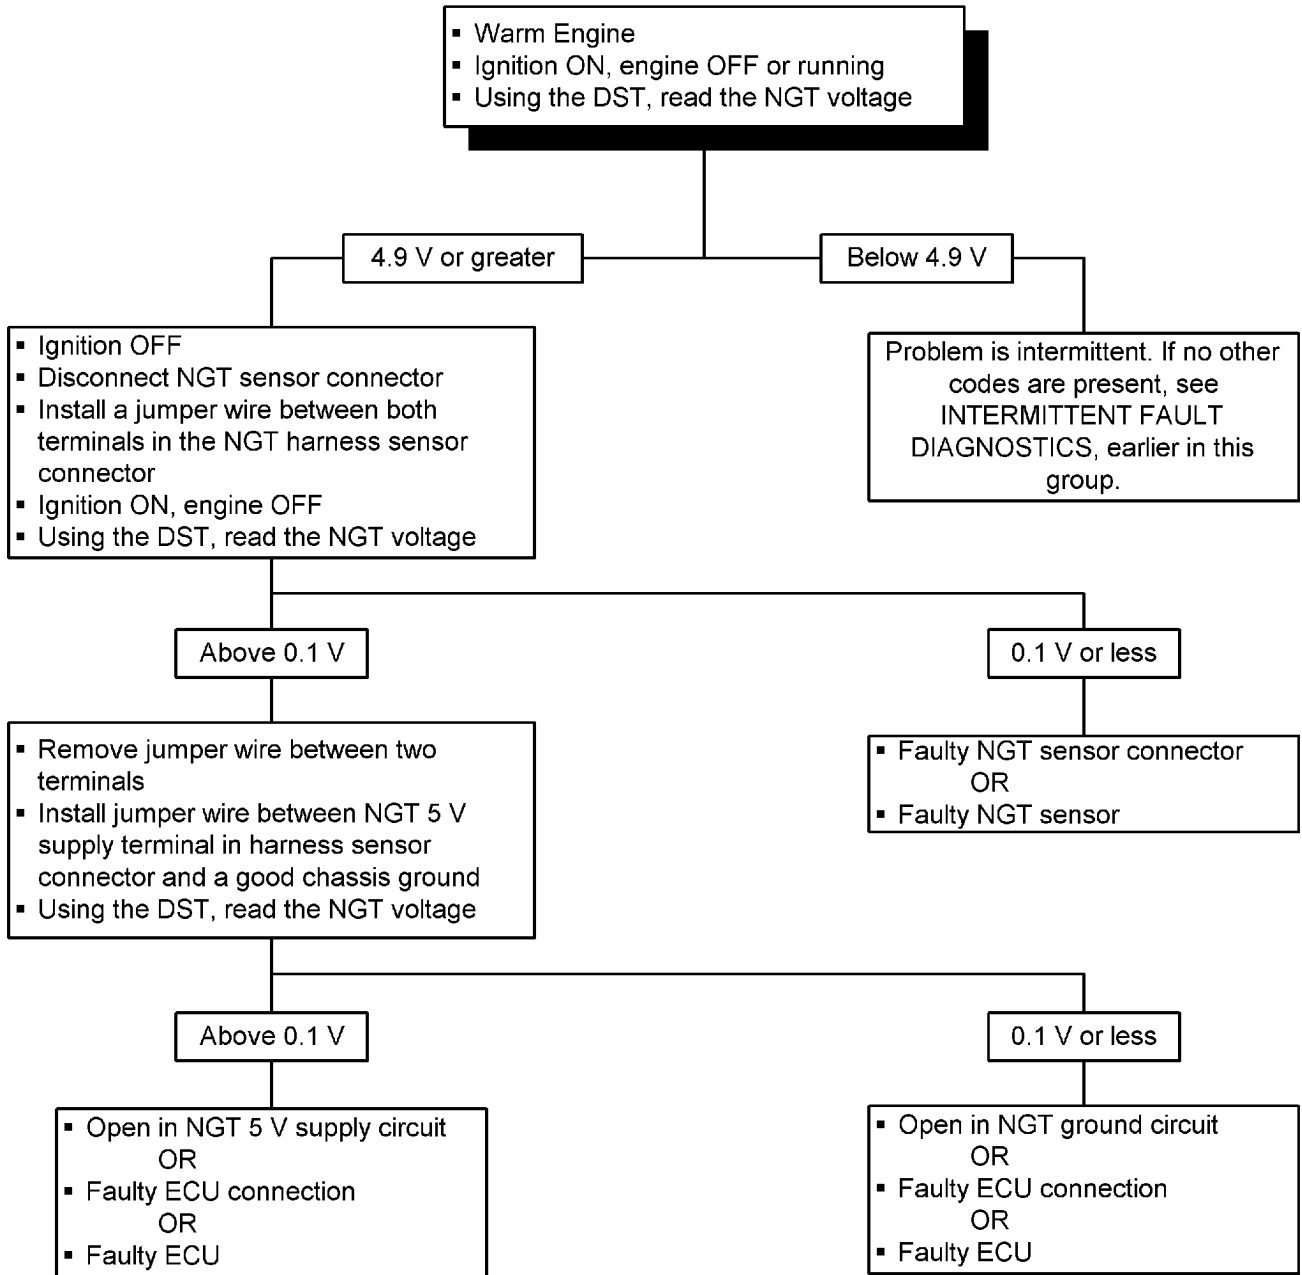 ▪ Warm Engine
▪ Ignition ON, engine OFF or running
▪ Using the DST, read the NGT voltage
4.9 V or greater
Below 4.9 V
▪ Ignition OFF
▪ Disconnect NGT sensor connector
▪ Install a jumper wire between both
terminals in the NGT harness sensor
connector
▪ Ignition ON, engine OFF
▪ Using the DST, read the NGT voltage
Problem is intermittent. If no other
codes are present, see
INTERMITTENT FAULT
DIAGNOSTICS, earlier in this
group.
Above 0.1 V
0.1 V or less
▪ Remove jumper wire between two
terminals
▪ Install jumper wire between NGT 5 V
supply terminal in harness sensor
connector and a good chassis ground
▪ Using the DST, read the NGT voltage
▪ Faulty NGT sensor connector
OR
▪ Faulty NGT sensor
Above 0.1 V
0.1 V or less
▪ Open in NGT 5 V supply circuit
OR
▪ Faulty ECU connection
OR
▪ Faulty ECU
▪ Open in NGT ground circuit
OR
▪ Faulty ECU connection
OR
▪ Faulty ECU